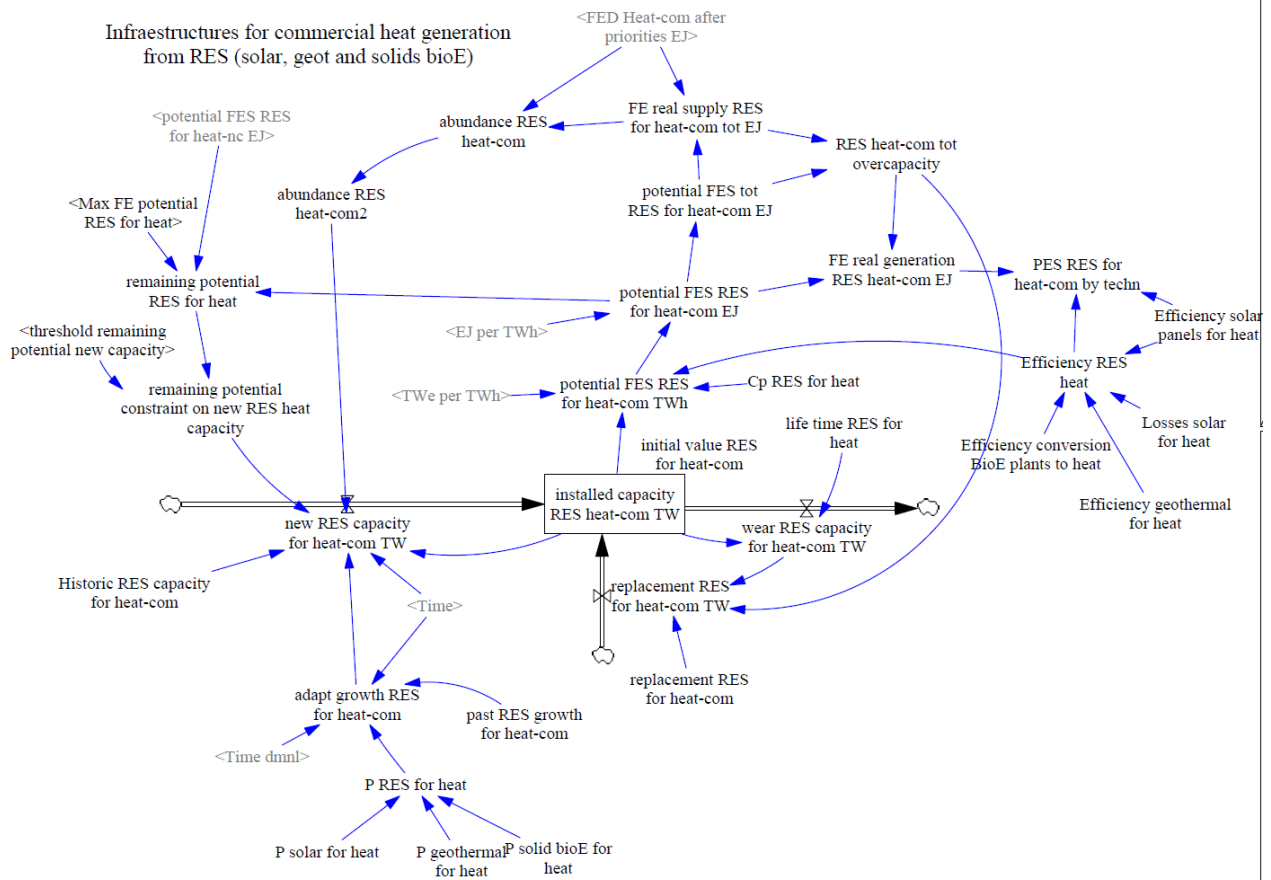 Infraestructures for commercial heat generation
from RES (solar, geot and solids bioE)
<FED Heat-com after
priorities EJ>
<potential FES RES
for heat-nc EJ>
abundance RES
heat-com
FE real supply RES
for heat-com tot EJ
RES heat-com tot
overcapacity
abundance RES
heat-com2
potential FES tot
RES for heat-com EJ
<Max FE potential
RES for heat>
remaining potential
RES for heat
FE real generation
RES heat-com EJ
PES RES for
heat-com by techn
potential FES RES
for heat-com EJ
<EJ per TWh>
Efficiency solar
panels for heat
<threshold remaining
potential new capacity>
Efficiency RES
heat
remaining potential
constraint on new RES heat
capacity
<TWe per TWh>
potential FES RES
for heat-com TWh
Cp RES for heat
life time RES for
heat
Losses solar
for heat
initial value RES
for heat-com
Efficiency conversion
BioE plants to heat
Efficiency geothermal
for heat
installed capacity
RES heat-com TW
new RES capacity
for heat-com TW
wear RES capacity
for heat-com TW
Historic RES capacity
for heat-com
<Time>
replacement RES
for heat-com TW
replacement RES
for heat-com
adapt growth RES
for heat-com
past RES growth
for heat-com
<Time dmnl>
P RES for heat
P solar for heat
P geothermal
for heat
P solid bioE for
heat